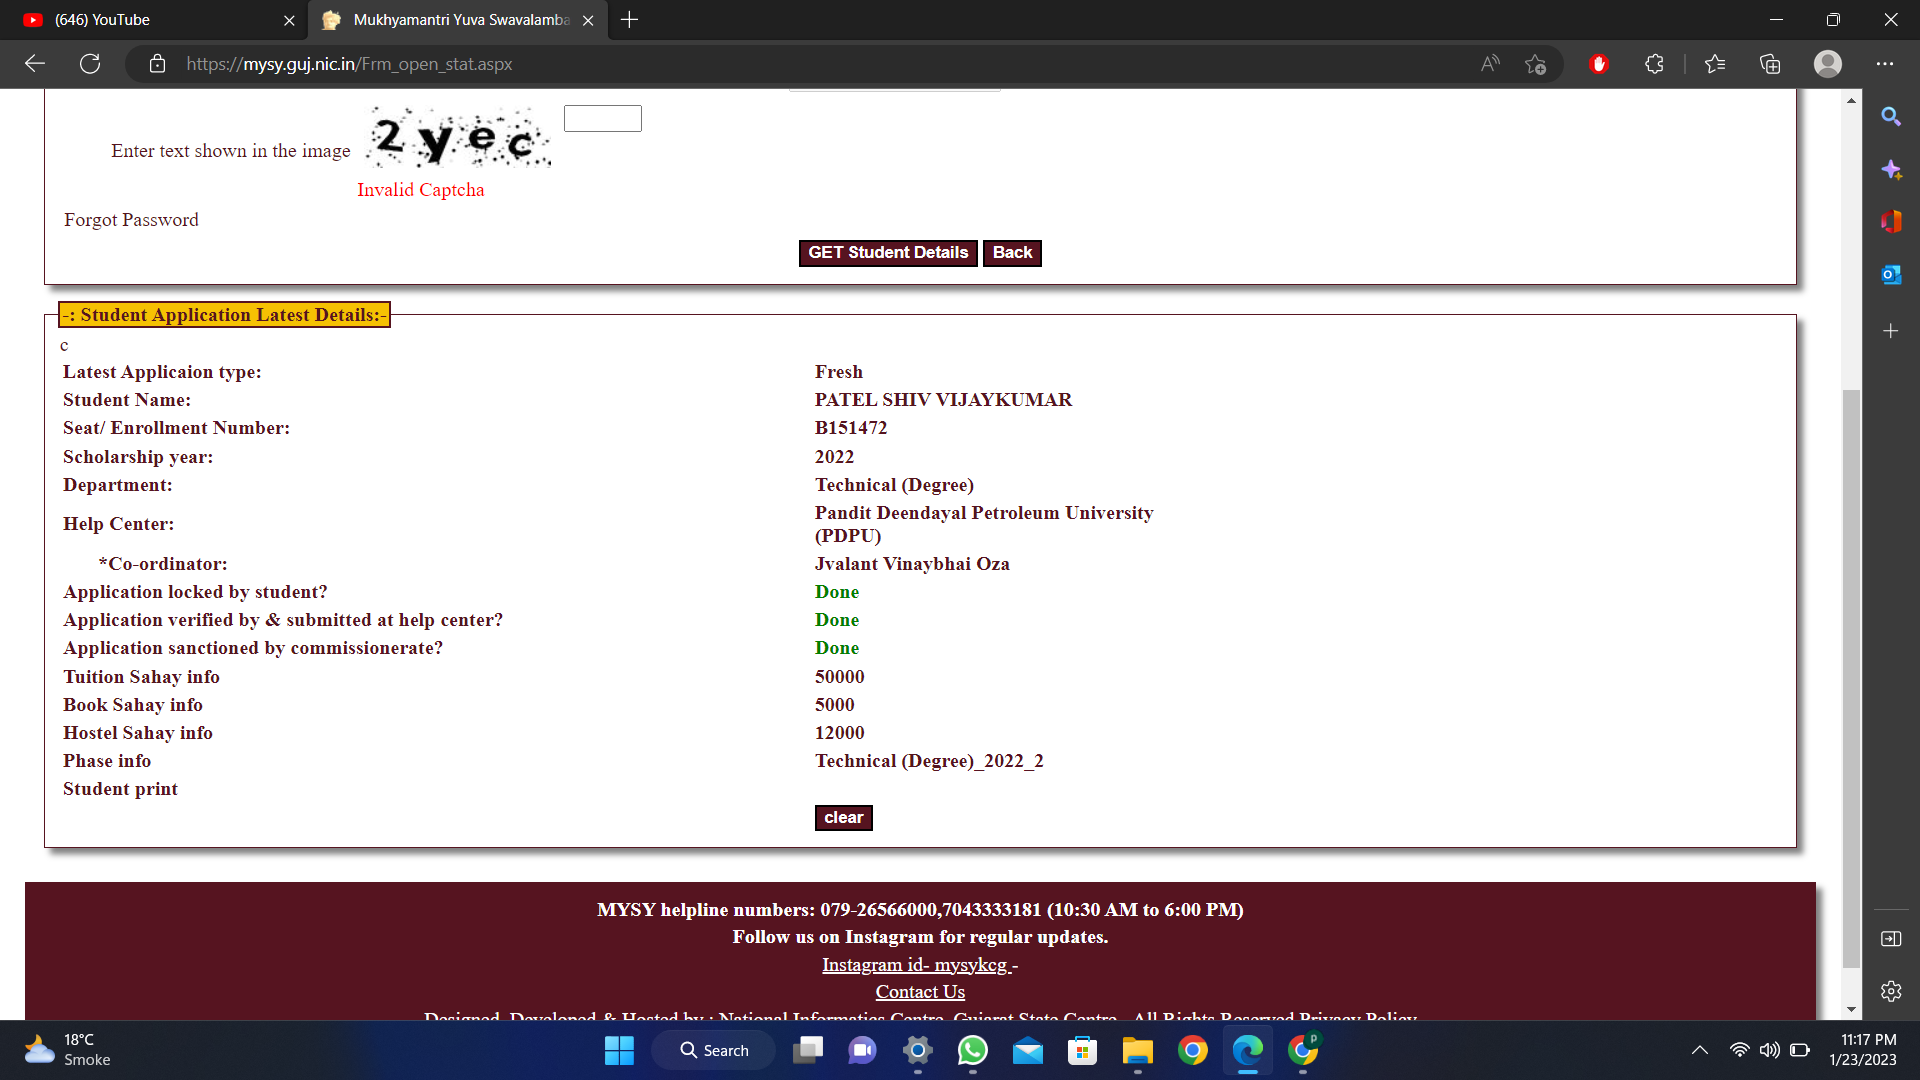 (646) YouTube
Mukhyamantri Yuva Swavalamba
https://mysy.guj.nic.in/Frm_open_stat.aspx
2yec
Enter text shown in the image
Invalid Captcha
Forgot Password
GET Student Details Back
-: Student Application Latest Details:-
c
Latest Applicaion type: Fresh
Student Name: PATEL SHIV VIJAYKUMAR
Seat/ Enrollment Number: B151472
Scholarship year: 2022
Department: Technical (Degree)
Help Center: Pandit Deendayal Petroleum University
(PDPU)
*Co-ordinator: Jvalant Vinaybhai Oza
Application locked by student? Done
Application verified by & submitted at help center? Done
Application sanctioned by commissionerate? Done
Tuition Sahay info 50000
Book Sahay info 5000
Hostel Sahay info 12000
Phase info Technical (Degree)_2022_2
Student print
clear
MYSY helpline numbers: 079-26566000,7043333181 (10:30 AM to 6:00 PM)
Follow us on Instagram for regular updates.
Instagram id- mysykcg -
Contact Us
Designed, Developed & Hosted by : National Informatics Centre, Gujarat State Centre - All Rights Reserved Privacy Policy
18°C
Smoke
Search
P
11:17 PM
1/23/2023